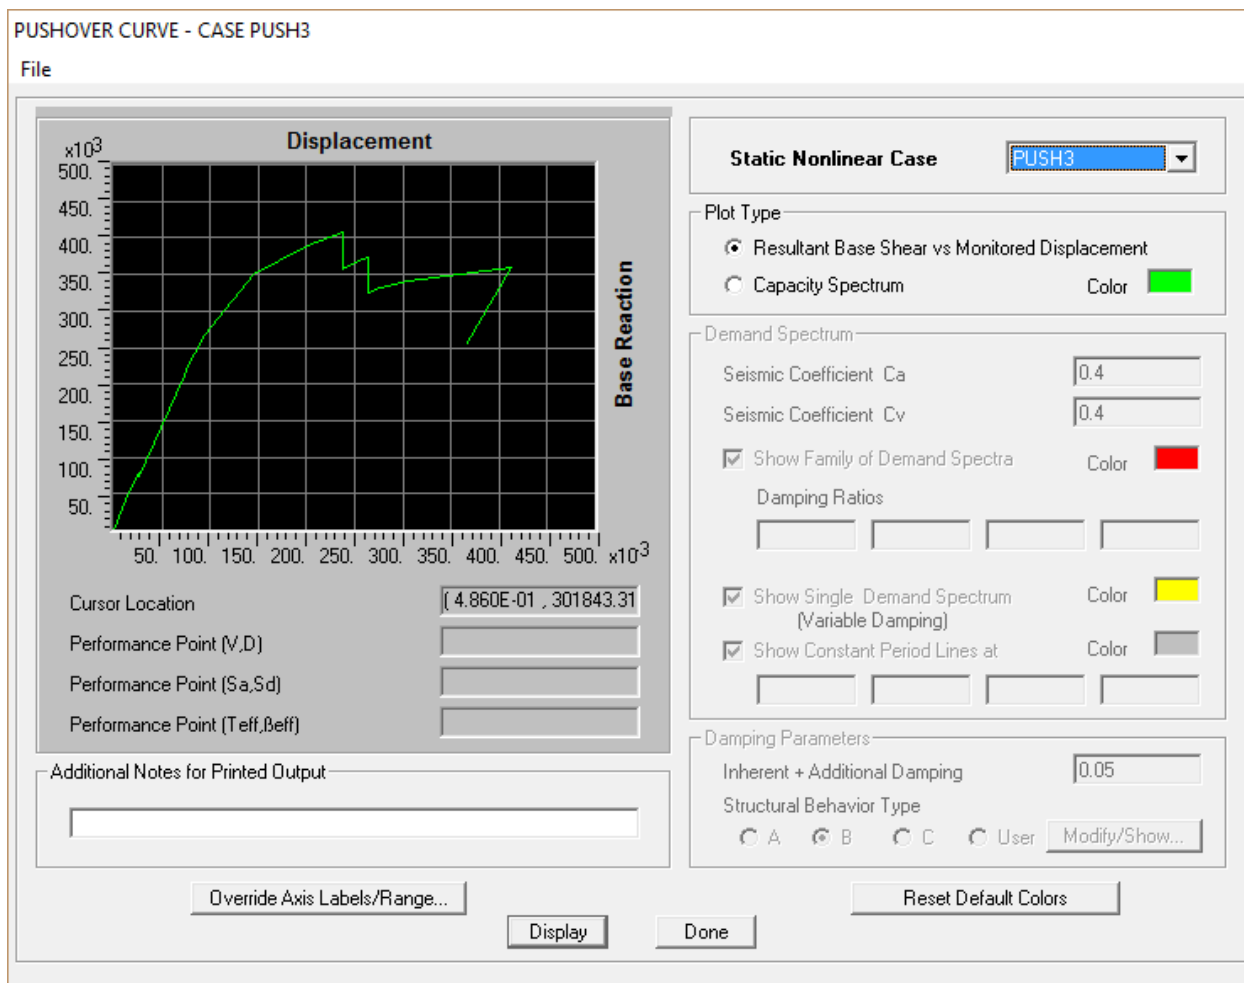 PUSHOVER CURVE - CASE PUSH3
File
Displacement
x10³
500.
450.
400.
350.
300.
250.
200.
150.
100.
50.
Base Reaction
50. 100. 150. 200. 250. 300. 350. 400. 450. 500. x10⁻³
Cursor Location ( 4.860E-01 , 301843.31
Performance Point (V,D)
Performance Point (Sa,Sd)
Performance Point (Teff,ßeff)
Additional Notes for Printed Output
Override Axis Labels/Range...
Static Nonlinear Case PUSH3
Plot Type
Resultant Base Shear vs Monitored Displacement
Capacity Spectrum Color
Demand Spectrum
Seismic Coefficient Ca 0.4
Seismic Coefficient Cv 0.4
Show Family of Demand Spectra Color
Damping Ratios
Show Single Demand Spectrum Color
(Variable Damping)
Show Constant Period Lines at Color
Damping Parameters
Inherent + Additional Damping 0.05
Structural Behavior Type
A B C User Modify/Show...
Reset Default Colors
Display Done